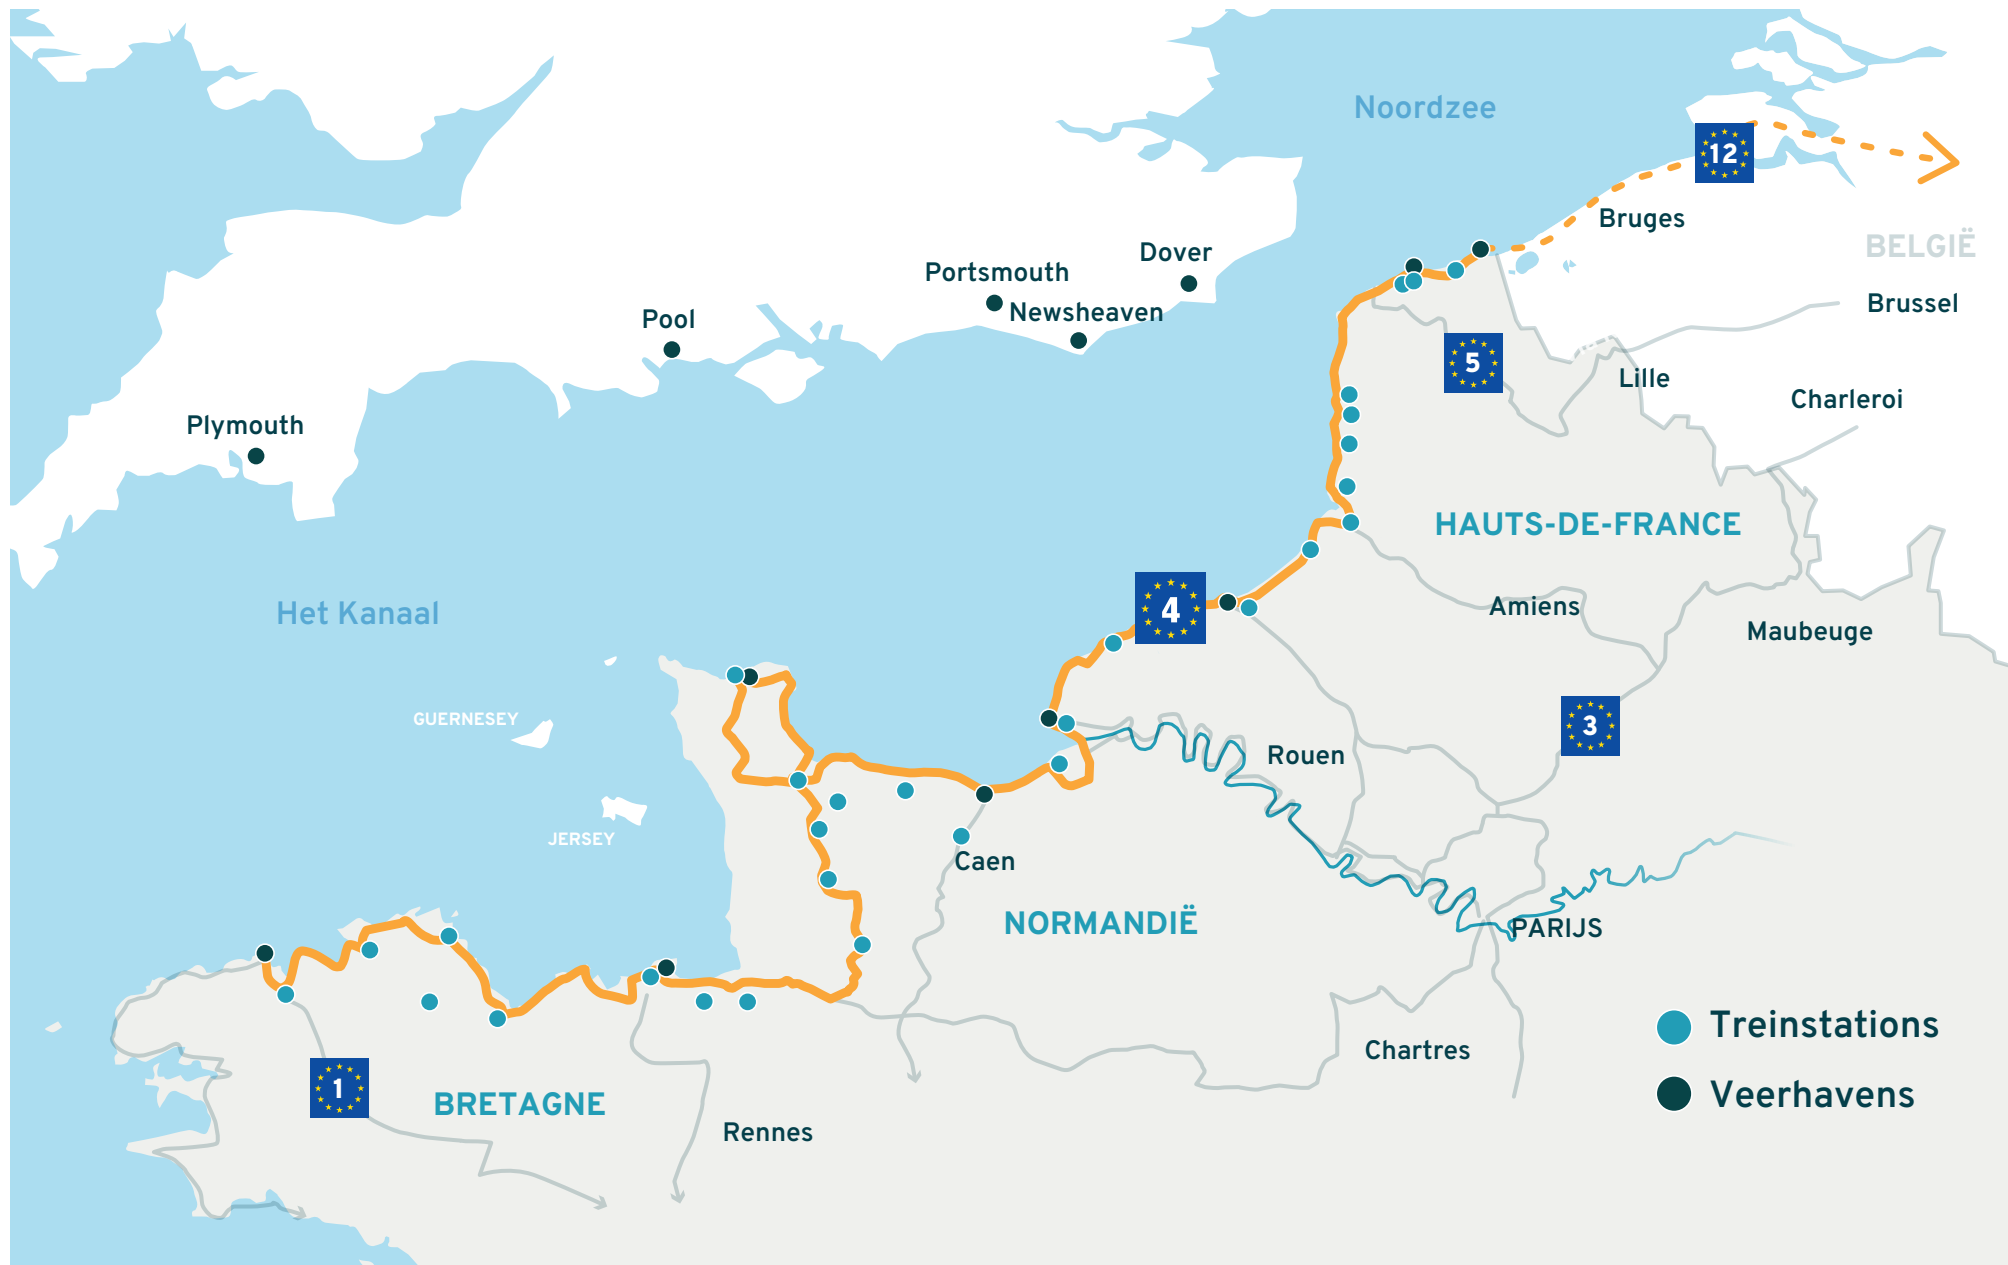 Noordzee
12
Bruges
BELGIË
Dover
Portsmouth
Newsheaven
Pool
Brussel
5
Lille
Charleroi
Plymouth
HAUTS-DE-FRANCE
Het Kanaal
4
Amiens
Maubeuge
GUERNESEY
3
Rouen
JERSEY
Caen
NORMANDIË
PARIJS
Treinstations
Chartres
1
BRETAGNE
Veerhavens
Rennes